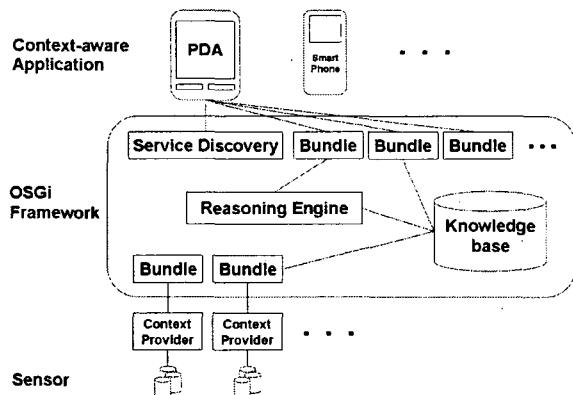 Context-aware
Application
PDA
Smart
Phone
. . .
OSGi
Framework
Service Discovery
Bundle
Bundle
Bundle
...
Reasoning Engine
Knowledge
base
Bundle
Bundle
Context
Provider
Context
Provider
. . .
Sensor